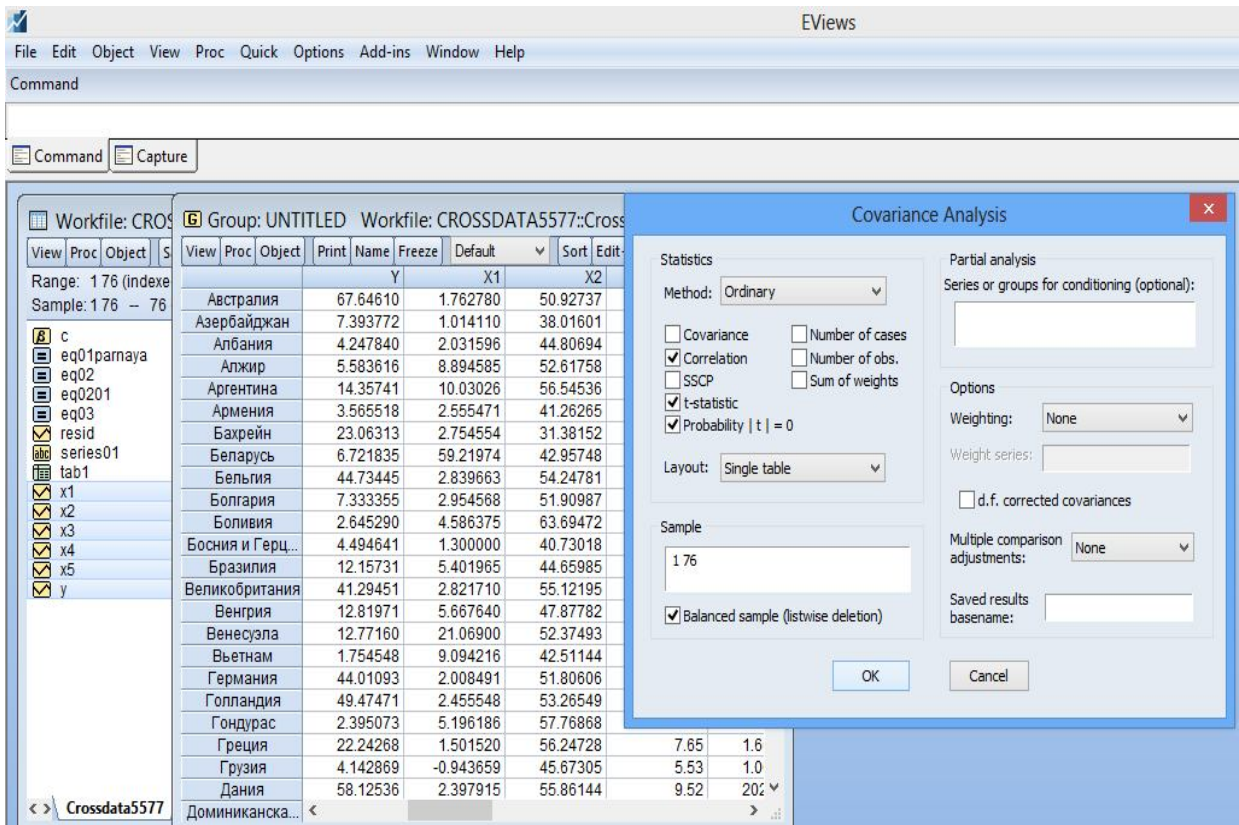 EViews
File Edit Object View Proc Quick Options Add-ins Window Help
Command
Command Capture
Workfile: CROS
View Proc Object S
Range: 1 76 (indexe
Sample: 1 76 -- 76
β c
eq01parnaya
eq02
eq0201
eq03
resid
abc series01
tab1
x1
x2
x3
x4
x5
y
< > Crossdata5577
G Group: UNTITLED Workfile: CROSSDATA5577::Cross
View Proc Object Print Name Freeze Default Sort Edit
Y X1 X2
Австралия 67.64610 1.762780 50.92737
Азербайджан 7.393772 1.014110 38.01601
Албания 4.247840 2.031596 44.80694
Алжир 5.583616 8.894585 52.61758
Аргентина 14.35741 10.03026 56.54536
Армения 3.565518 2.555471 41.26265
Бахрейн 23.06313 2.754554 31.38152
Беларусь 6.721835 59.21974 42.95748
Бельгия 44.73445 2.839663 54.24781
Болгария 7.333355 2.954568 51.90987
Боливия 2.645290 4.586375 63.69472
Босния и Герц... 4.494641 1.300000 40.73018
Бразилия 12.15731 5.401965 44.65985
Великобритания 41.29451 2.821710 55.12195
Венгрия 12.81971 5.667640 47.87782
Венесуэла 12.77160 21.06900 52.37493
Вьетнам 1.754548 9.094216 42.51144
Германия 44.01093 2.008491 51.80606
Голландия 49.47471 2.455548 53.26549
Гондурас 2.395073 5.196186 57.76868
Греция 22.24268 1.501520 56.24728 7.65 1.6
Грузия 4.142869 -0.943659 45.67305 5.53 1.0
Дания 58.12536 2.397915 55.86144 9.52 202
Доминиканска...
Covariance Analysis x
Statistics
Method: Ordinary
Covariance Number of cases
Correlation Number of obs.
SSCP Sum of weights
t-statistic
Probability | t | = 0
Layout: Single table
Sample
1 76
Balanced sample (listwise deletion)
Partial analysis
Series or groups for conditioning (optional):
Options
Weighting: None
Weight series:
d.f. corrected covariances
Multiple comparison
adjustments: None
Saved results
basename:
OK Cancel